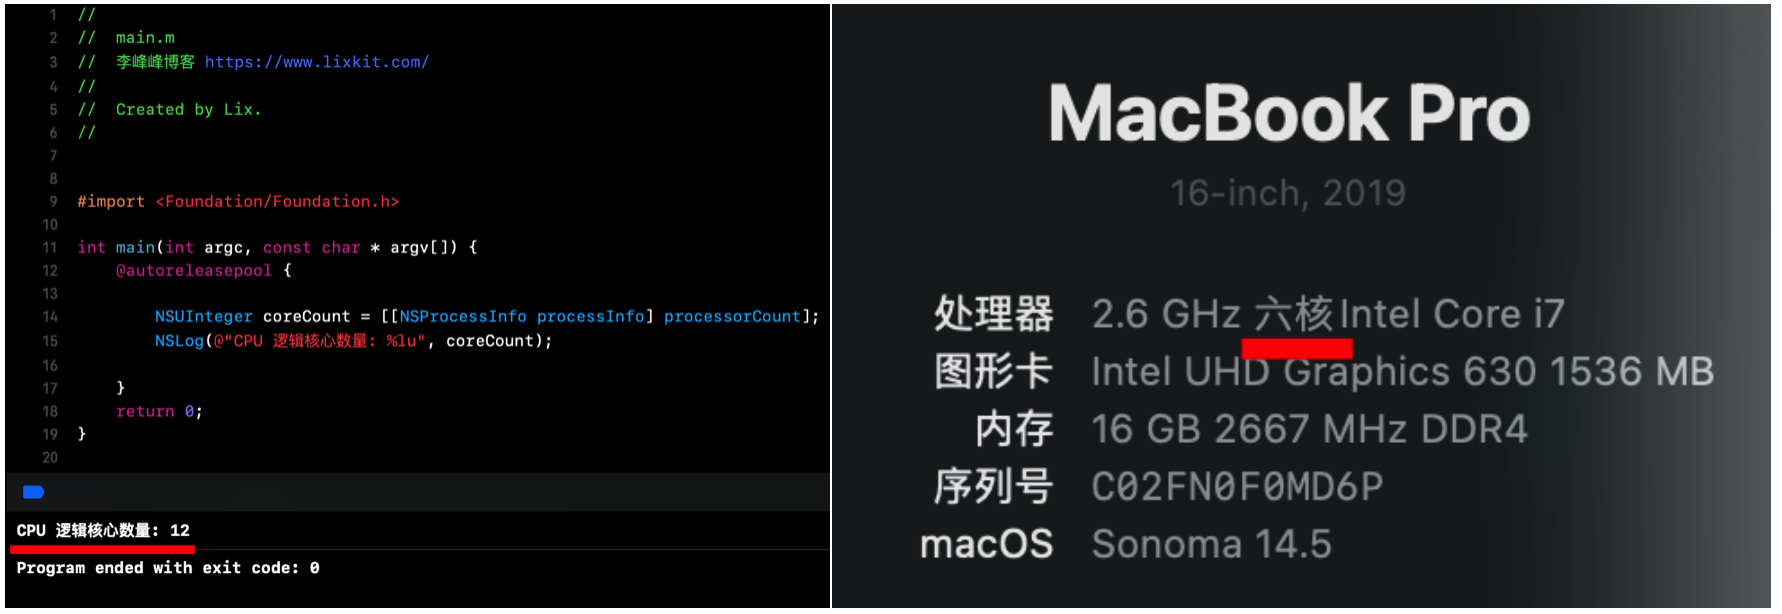 1 //
2 // main.m
3 // 李峰峰博客 https://www.lixkit.com/
4 //
5 // Created by Lix.
6 //
7
8
9 #import <Foundation/Foundation.h>
10
11 int main(int argc, const char * argv[]) {
12 @autoreleasepool {
13
14 NSUInteger coreCount = [[NSProcessInfo processInfo] processorCount];
15 NSLog(@"CPU 逻辑核心数量: %lu", coreCount);
16
17 }
18 return 0;
19 }
20
CPU 逻辑核心数量: 12
Program ended with exit code: 0
MacBook Pro
16-inch, 2019
处理器 2.6 GHz 六核Intel Core i7
图形卡 Intel UHD Graphics 630 1536 MB
内存 16 GB 2667 MHz DDR4
序列号 C02FN0F0MD6P
macOS Sonoma 14.5